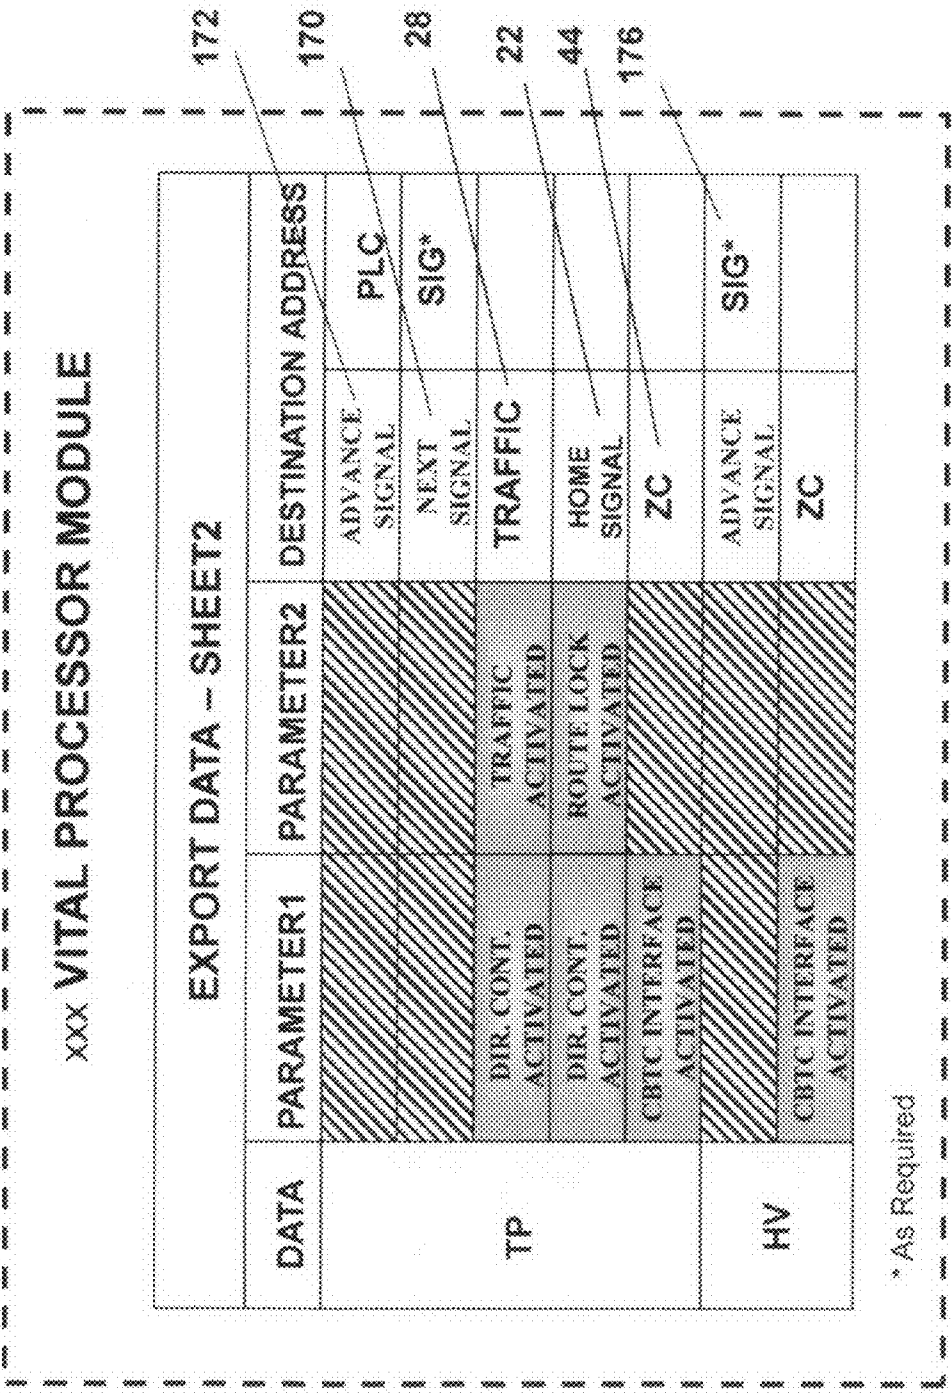 xxx VITAL PROCESSOR MODULE
EXPORT DATA – SHEET2
DATA PARAMETER1 PARAMETER2 DESTINATION ADDRESS
TP
ADVANCE
SIGNAL
PLC
NEXT
SIGNAL
SIG*
DIR. CONT.
ACTIVATED
TRAFFIC
ACTIVATED
TRAFFIC
DIR. CONT.
ACTIVATED
ROUTE LOCK
ACTIVATED
HOME
SIGNAL
CBTC INTERFACE
ACTIVATED
ZC
HV
ADVANCE
SIGNAL
SIG*
CBTC INTERFACE
ACTIVATED
ZC
* As Required
172
170
28
22
44
176